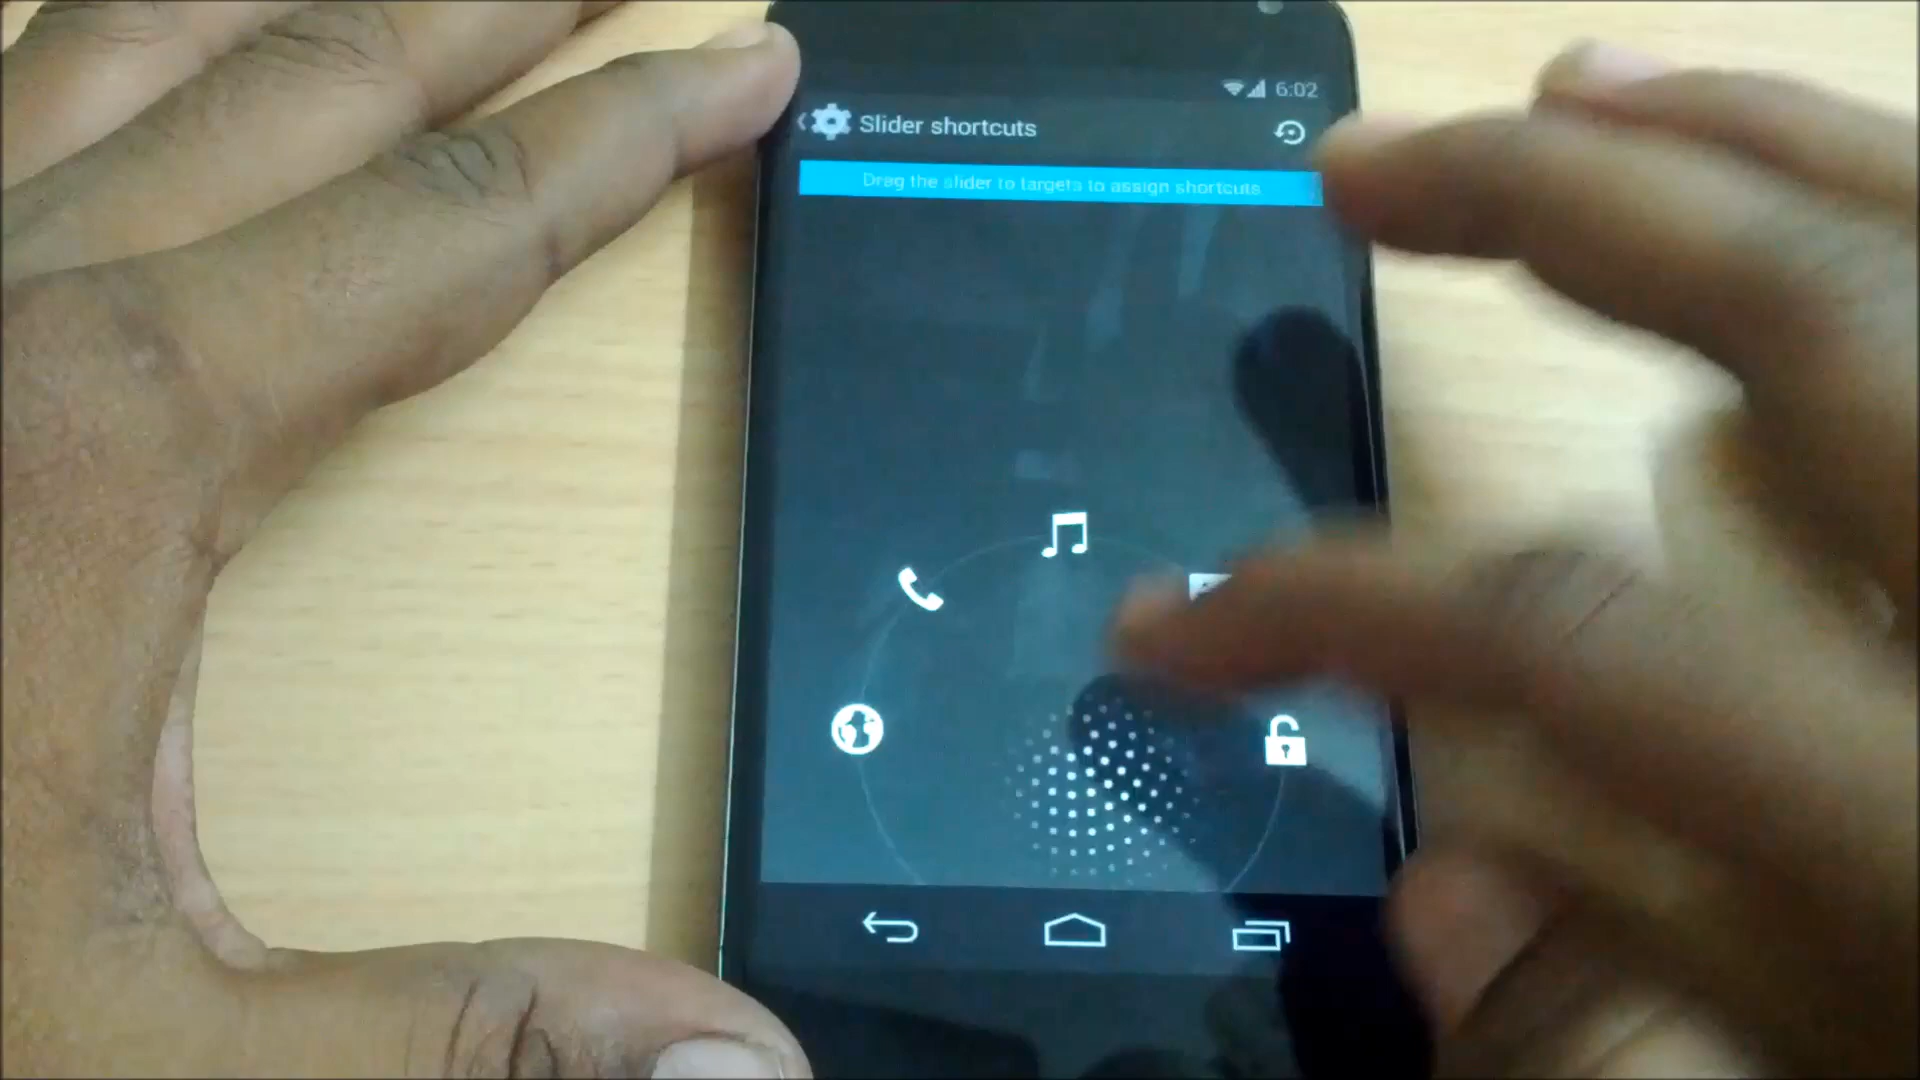 6:02
Slider shortcuts
Drag the slider to targets to assign shortcuts.